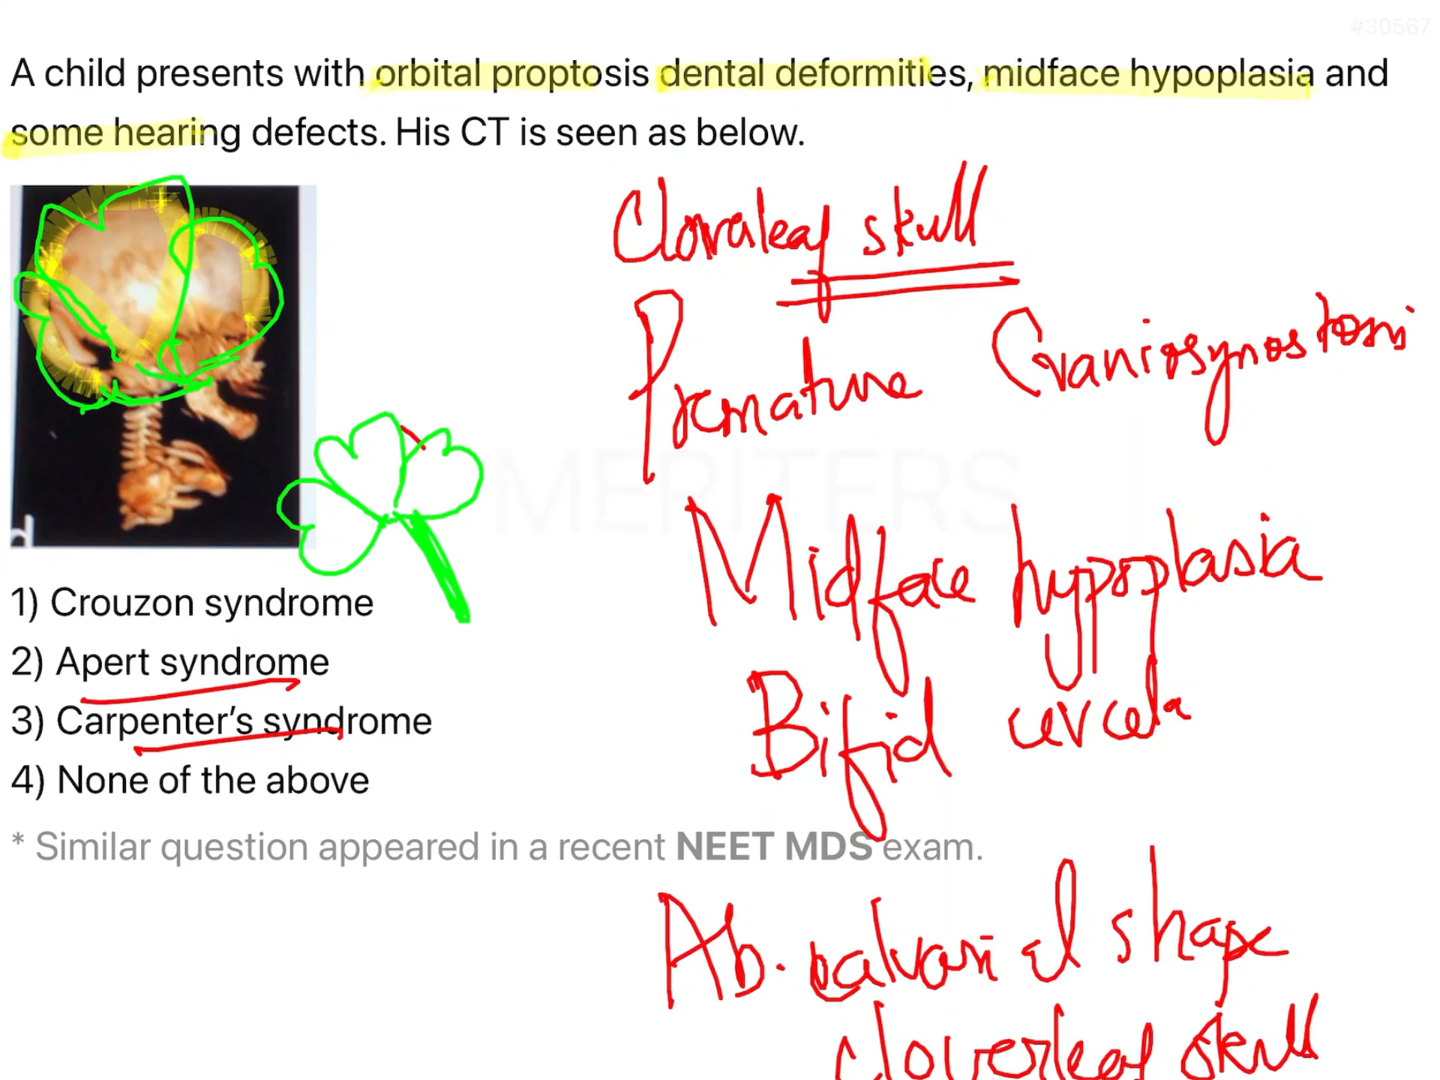 #30567
A child presents with orbital proptosis dental deformities, midface hypoplasia and
some hearing defects. His CT is seen as below.
Clovaleaf skull
Premature Craniosynostosis
d
MERITERS
Midface hypoplasia
1) Crouzon syndrome
2) Apert syndrome
Bifid
3) Carpenter's syndrome
4) None of the above
* Similar question appeared in a recent NEET MDS exam.
Ab. calvarial shape
cloverleaf skull